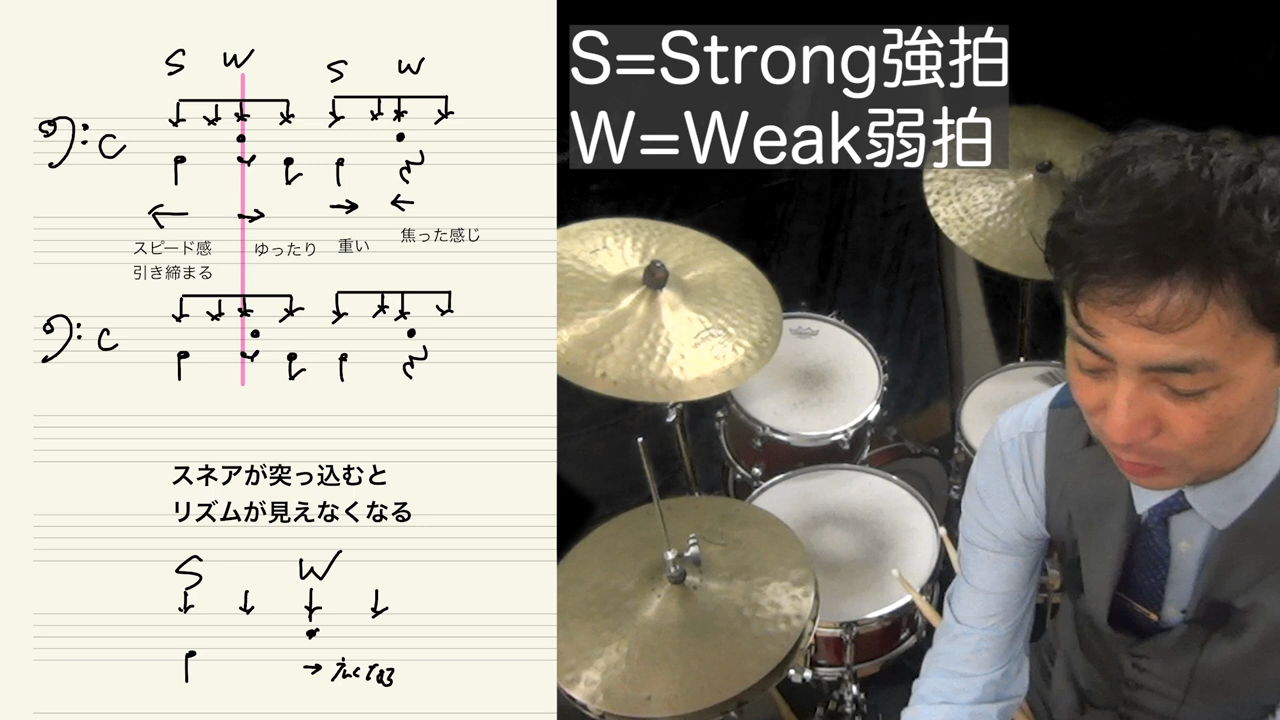 S=Strong強拍
W=Weak弱拍
S W S W
C
スピード感
引き締まる
ゆったり
重い
焦った感じ
C
スネアが突っ込むと
リズムが見えなくなる
S W